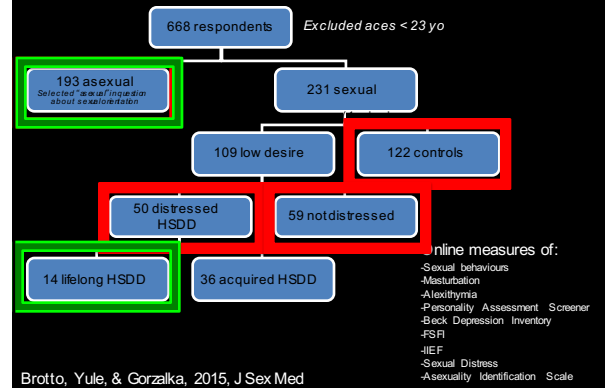 668 respondents
Excluded aces < 23 yo
193 asexual
Selected "asexual" in question
about sexual orientation
231 sexual
109 low desire
122 controls
50 distressed
HSDD
59 not distressed
14 lifelong HSDD
36 acquired HSDD
Online measures of:
-Sexual behaviours
-Masturbation
-Alexithymia
-Personality Assessment Screener
-Beck Depression Inventory
-FSFI
-IIEF
-Sexual Distress
-Asexuality Identification Scale
Brotto, Yule, & Gorzalka, 2015, J Sex Med